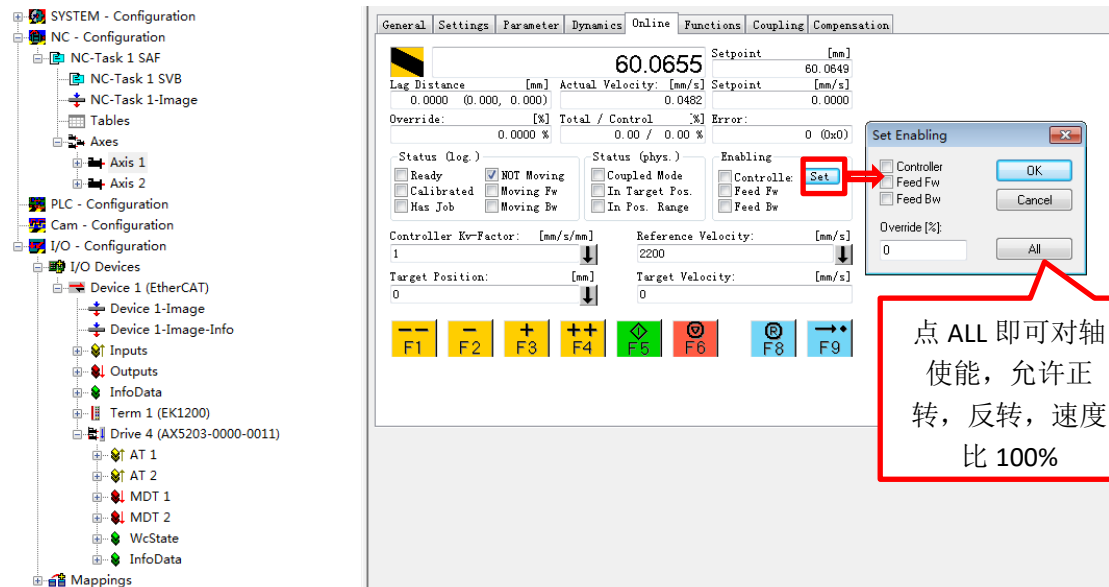 SYSTEM - Configuration
NC - Configuration
NC-Task 1 SAF
NC-Task 1 SVB
NC-Task 1-Image
Tables
Axes
Axis 1
Axis 2
PLC - Configuration
Cam - Configuration
I/O - Configuration
I/O Devices
Device 1 (EtherCAT)
Device 1-Image
Device 1-Image-Info
Inputs
Outputs
InfoData
Term 1 (EK1200)
Drive 4 (AX5203-0000-0011)
AT 1
AT 2
MDT 1
MDT 2
WcState
InfoData
Mappings
General Settings Parameter Dynamics Online Functions Coupling Compensation
60.0655
Setpoint [mm]
60.0649
Lag Distance [mm] Actual Velocity: [mm/s] Setpoint [mm/s]
0.0000 (0.000, 0.000) 0.0482 0.0000
Override: [%] Total / Control [%] Error:
0.0000 % 0.00 / 0.00 % 0 (0x0)
Status (log.) Status (phys.) Enabling
Ready NOT Moving Coupled Mode Controlle: Set
Calibrated Moving Fw In Target Pos. Feed Fw
Has Job Moving Bw In Pos. Range Feed Bw
Controller Kv-Factor: [mm/s/mm] Reference Velocity: [mm/s]
1 2200
Target Position: [mm] Target Velocity: [mm/s]
0 0
-- - + ++
F1 F2 F3 F4 F5 F6 F8 F9
Set Enabling
Controller OK
Feed Fw
Feed Bw Cancel
Override [%]:
0 All
点 ALL 即可对轴
使能，允许正
转，反转，速度
比 100%